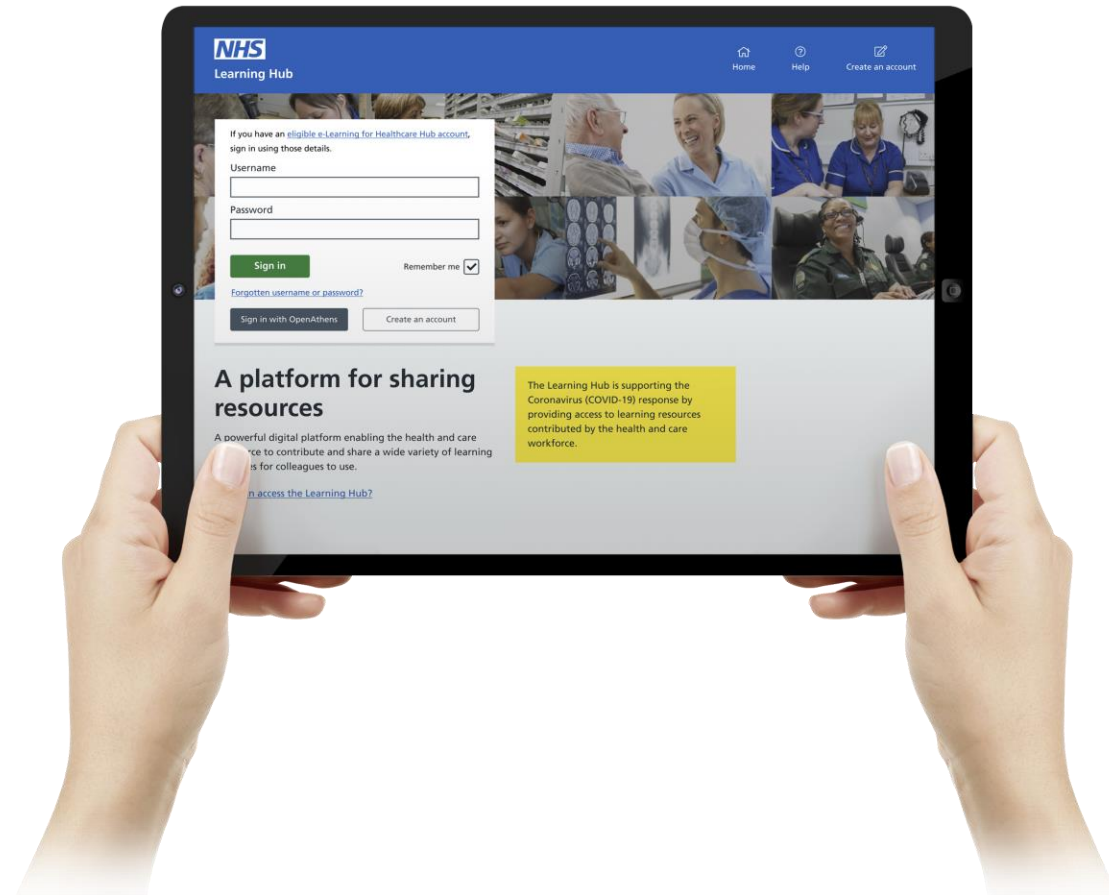 NHS
Learning Hub
Home
Help
Create an account
If you have an eligible e-Learning for Healthcare Hub account,
sign in using those details.
Username
Password
Sign in
Remember me
Forgotten username or password?
Sign in with OpenAthens
Create an account
A platform for sharing
resources
A powerful digital platform enabling the health and care
to contribute and share a wide variety of learning
for colleagues to use.
access the Learning Hub?
The Learning Hub is supporting the
Coronavirus (COVID-19) response by
providing access to learning resources
contributed by the health and care
workforce.